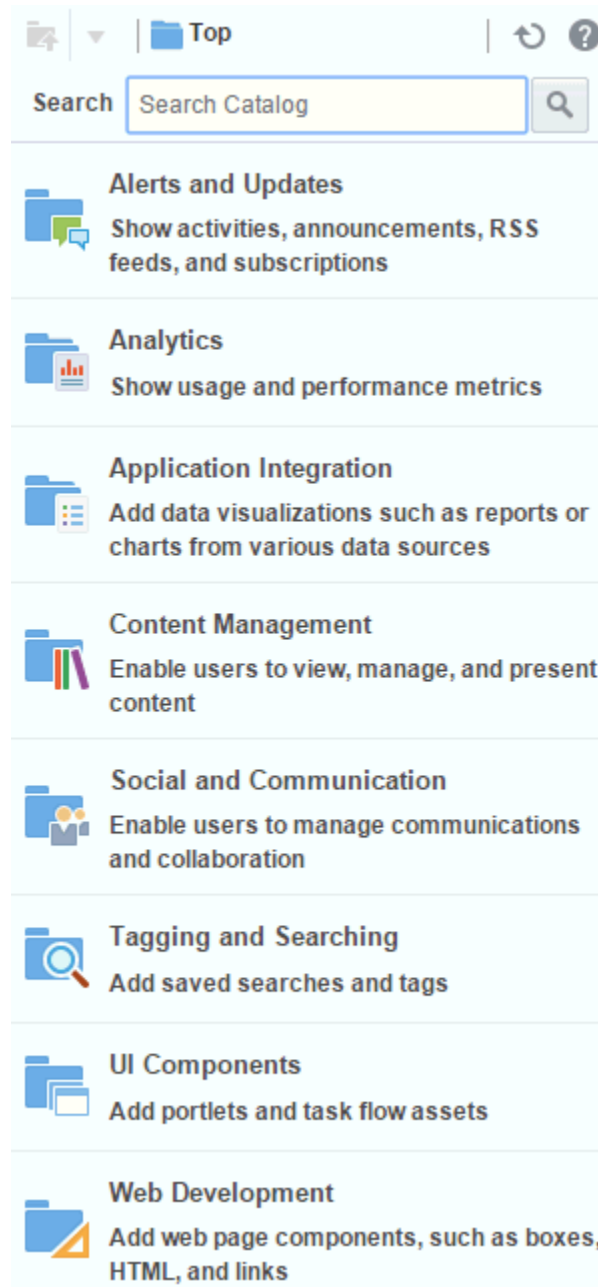 Top
?
Search Search Catalog
Alerts and Updates
Show activities, announcements, RSS
feeds, and subscriptions
Analytics
Show usage and performance metrics
Application Integration
Add data visualizations such as reports or
charts from various data sources
Content Management
Enable users to view, manage, and present
content
Social and Communication
Enable users to manage communications
and collaboration
Tagging and Searching
Add saved searches and tags
UI Components
Add portlets and task flow assets
Web Development
Add web page components, such as boxes,
HTML, and links